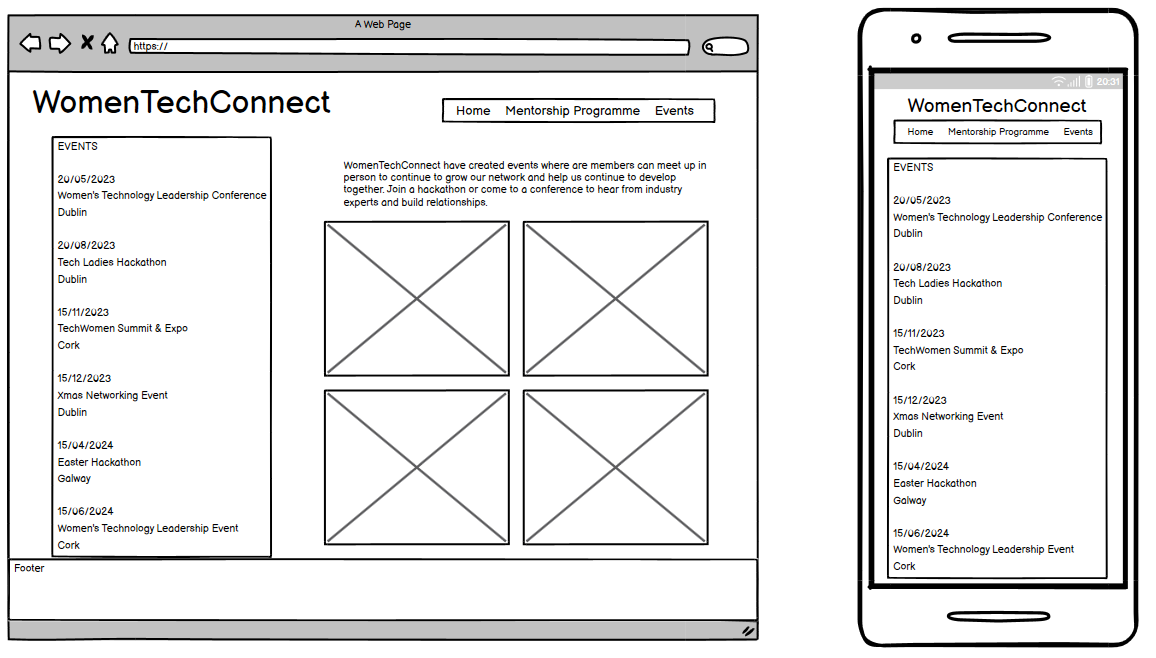 A Web Page
https://
WomenTechConnect
Home Mentorship Programme Events
EVENTS
20/05/2023
Women's Technology Leadership Conference
Dublin
20/08/2023
Tech Ladies Hackathon
Dublin
15/11/2023
TechWomen Summit & Expo
Cork
15/12/2023
Xmas Networking Event
Dublin
15/04/2024
Easter Hackathon
Galway
15/06/2024
Women's Technology Leadership Event
Cork
WomenTechConnect have created events where are members can meet up in
person to continue to grow our network and help us continue to develop
together. Join a hackathon or come to a conference to hear from industry
experts and build relationships.
Footer
20:31
WomenTechConnect
Home Mentorship Programme Events
EVENTS
20/05/2023
Women's Technology Leadership Conference
Dublin
20/08/2023
Tech Ladies Hackathon
Dublin
15/11/2023
TechWomen Summit & Expo
Cork
15/12/2023
Xmas Networking Event
Dublin
15/04/2024
Easter Hackathon
Galway
15/06/2024
Women's Technology Leadership Event
Cork